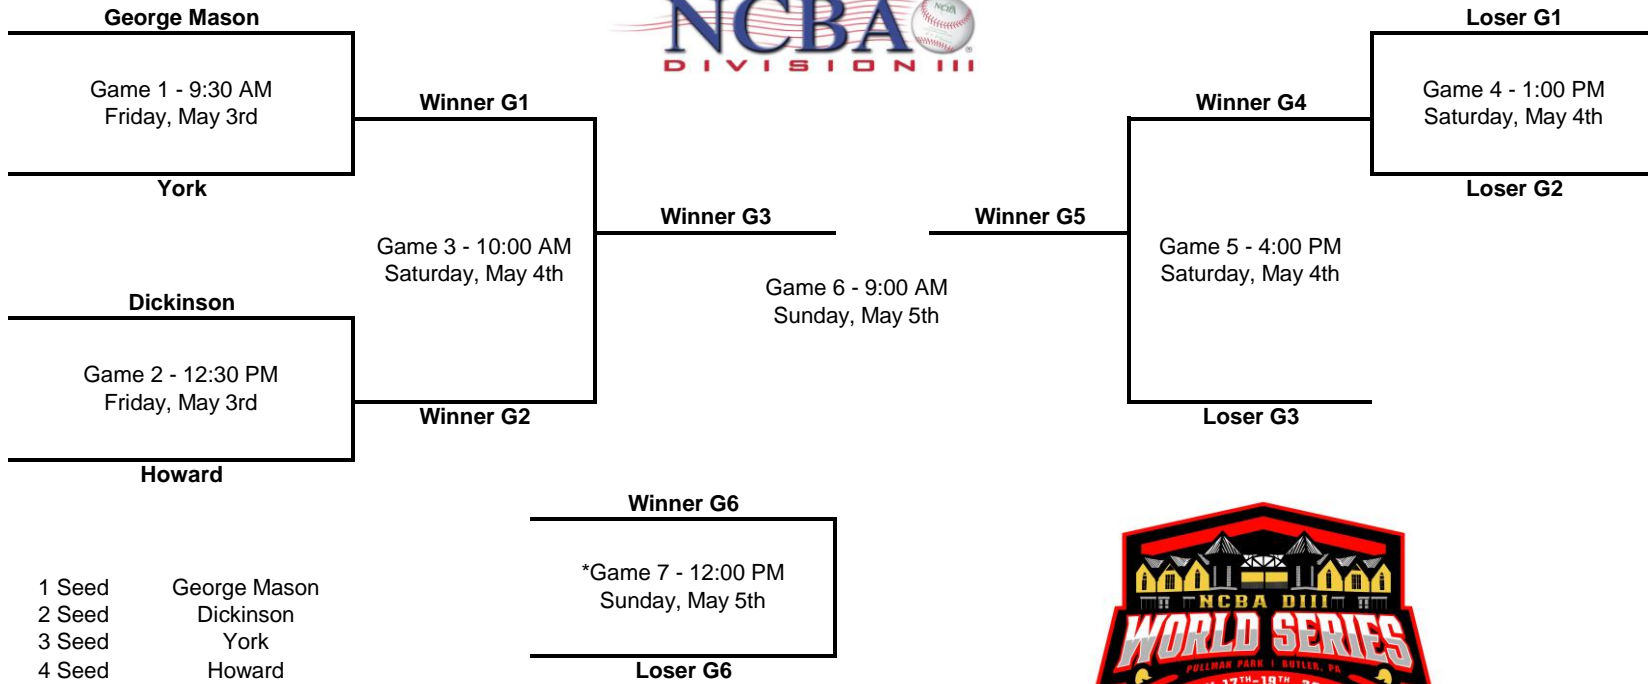 George Mason
Game 1 - 9:30 AM
Friday, May 3rd
York
Winner G1
Game 3 - 10:00 AM
Saturday, May 4th
Winner G2
Dickinson
Game 2 - 12:30 PM
Friday, May 3rd
Howard
NCBA
DIVISION III
Winner G3
Winner G5
Game 6 - 9:00 AM
Sunday, May 5th
Winner G4
Game 5 - 4:00 PM
Saturday, May 4th
Loser G3
Loser G1
Game 4 - 1:00 PM
Saturday, May 4th
Loser G2
Winner G6
*Game 7 - 12:00 PM
Sunday, May 5th
Loser G6
1 Seed George Mason
2 Seed Dickinson
3 Seed York
4 Seed Howard
NCBA DIII
WORLD SERIES
PULLMAN PARK | BUTLER, PA
17TH-19TH